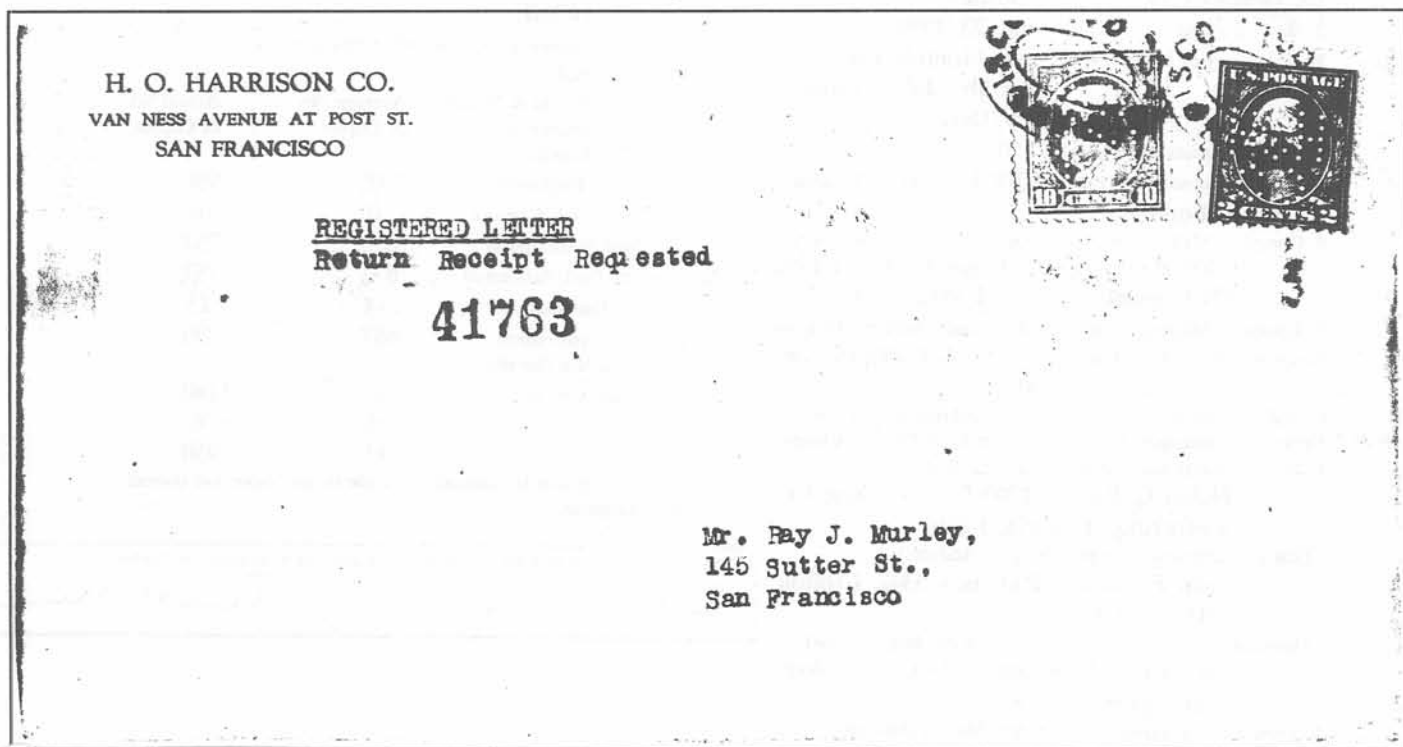 H. O. HARRISON CO.
VAN NESS AVENUE AT POST ST.
SAN FRANCISCO
U.S. POSTAGE
10 CENTS 10
2 CENTS 2
REGISTERED LETTER
Return Receipt Requested
41763
Mr. Ray J. Murley,
145 Sutter St.,
San Francisco